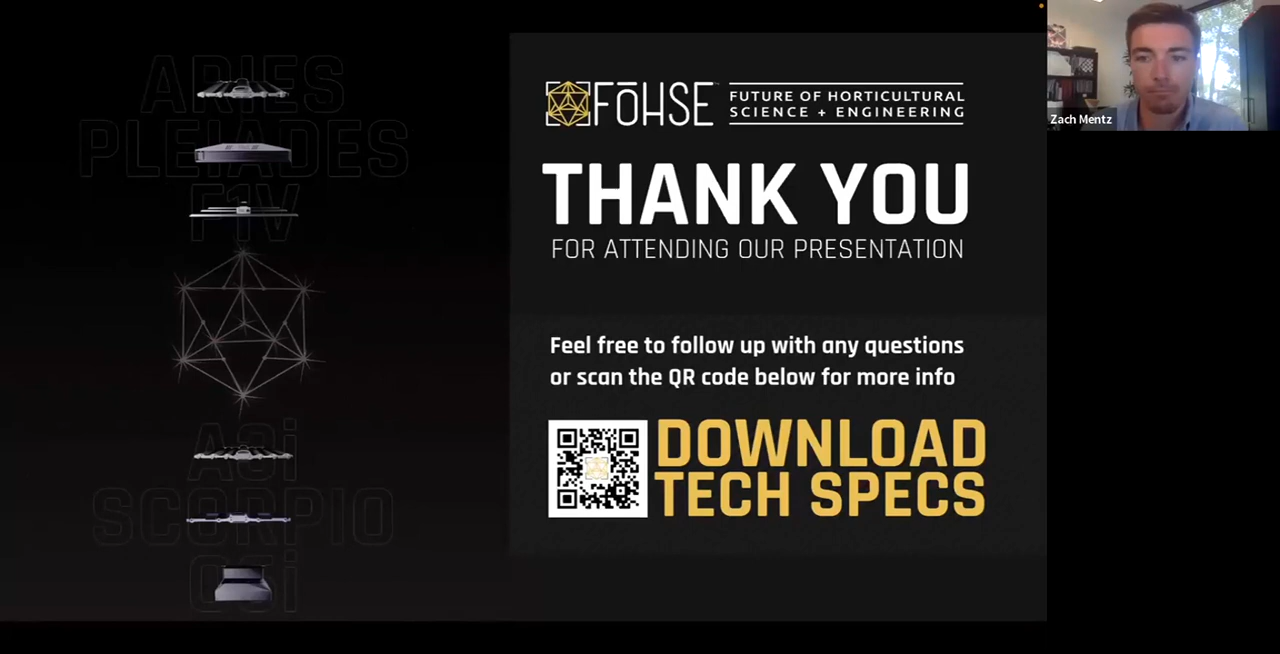 ARIES
PLEIADES
F1V
A3i
SCORPIO
O3i
FŌHSE™
FUTURE OF HORTICULTURAL
SCIENCE + ENGINEERING
THANK YOU
FOR ATTENDING OUR PRESENTATION
Feel free to follow up with any questions
or scan the QR code below for more info
DOWNLOAD
TECH SPECS
Zach Mentz